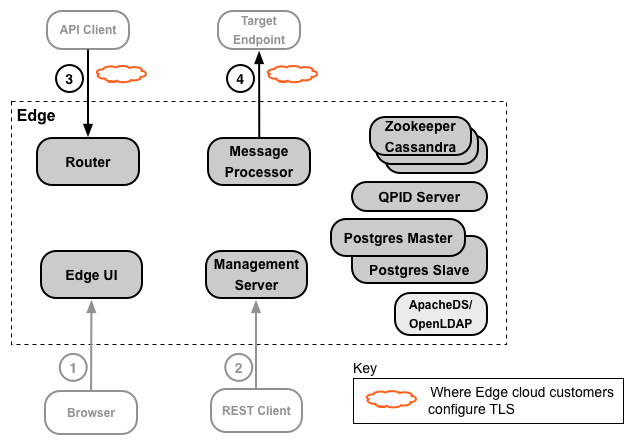 API Client
Target
Endpoint
3
4
Edge
Router
Message
Processor
Zookeeper
Cassandra
QPID Server
Postgres Master
Postgres Slave
Edge UI
Management
Server
ApacheDS/
OpenLDAP
1
2
Browser
REST Client
Key
Where Edge cloud customers
configure TLS